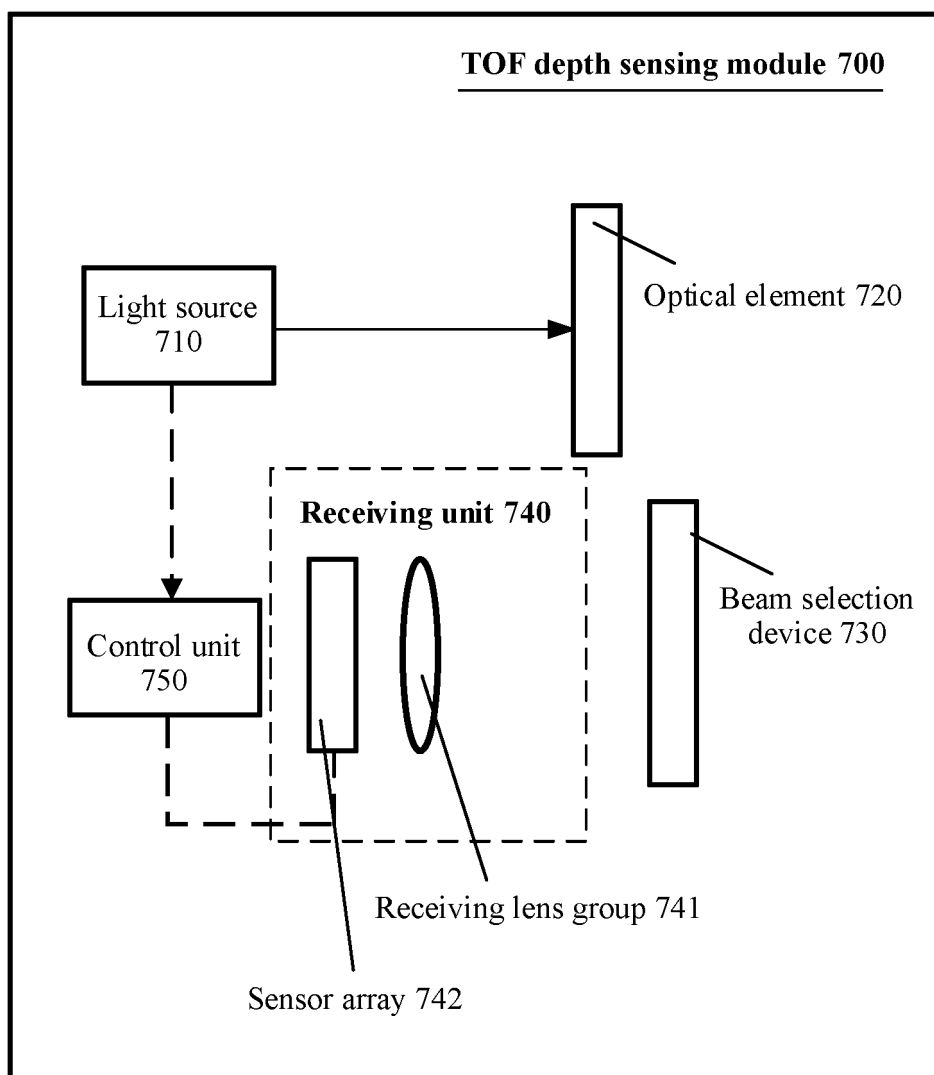 TOF depth sensing module 700
Light source
710
Optical element 720
Receiving unit 740
Beam selection
device 730
Control unit
750
Receiving lens group 741
Sensor array 742